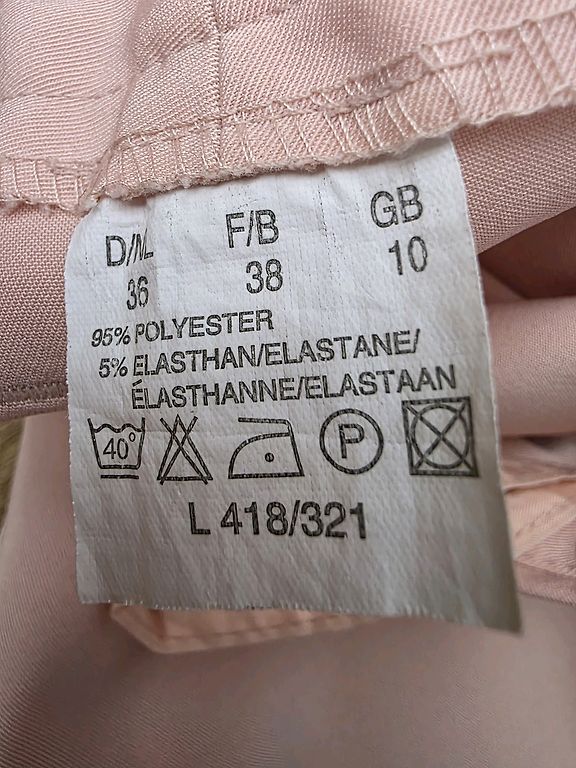 D/NL F/B GB
36 38 10
95% POLYESTER
5% ELASTHAN/ELASTANE/
ÉLASTHANNE/ELASTAAN
40° P
L 418/321